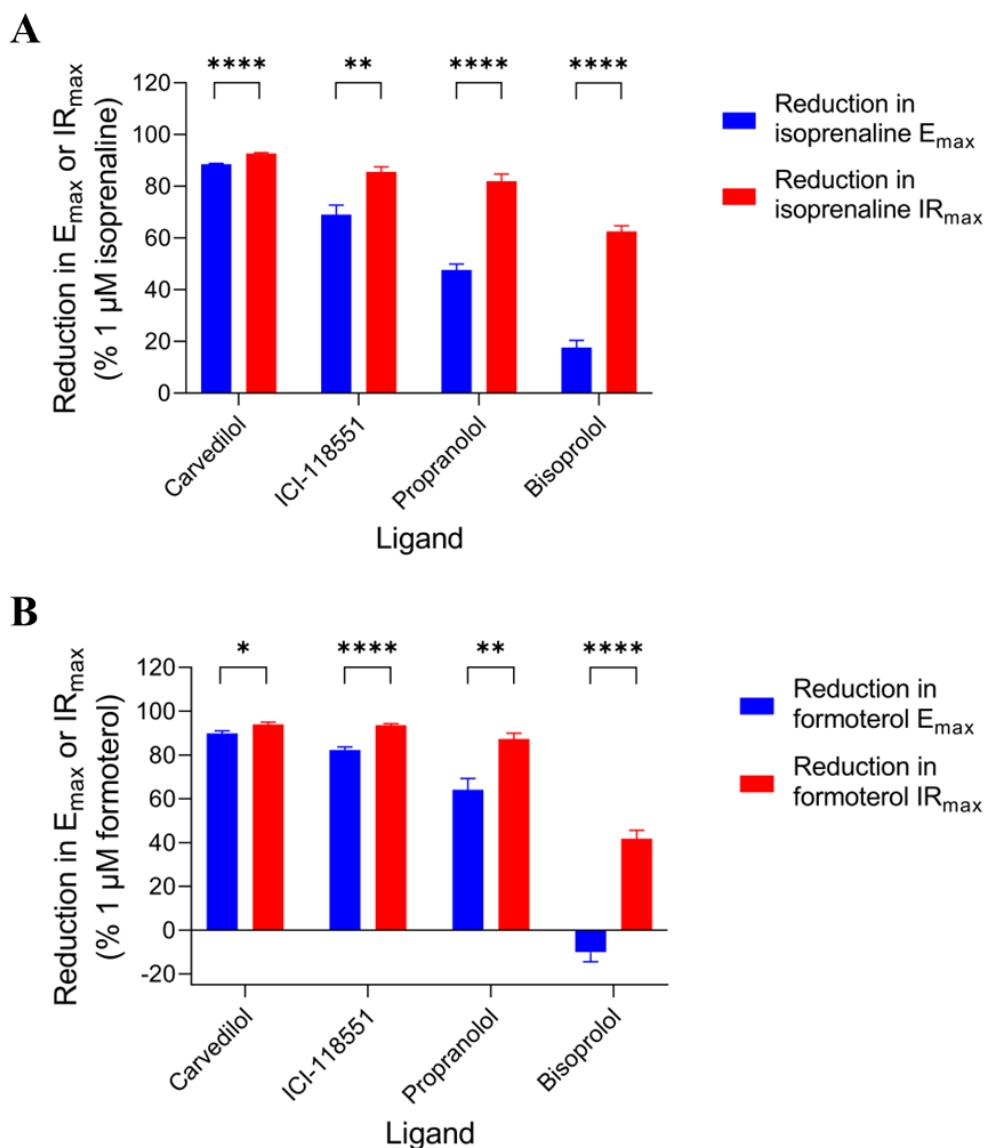 A
**** ** **** ****
120
100
80
60
40
20
0
Reduction in Emax or IRmax
(% 1 µM isoprenaline)
Carvedilol
ICI-118551
Propranolol
Bisoprolol
Ligand
Reduction in
isoprenaline Emax
Reduction in
isoprenaline IRmax
B
* **** ** ****
120
100
80
60
40
20
0
-20
Reduction in Emax or IRmax
(% 1 µM formoterol)
Carvedilol
ICI-118551
Propranolol
Bisoprolol
Ligand
Reduction in
formoterol Emax
Reduction in
formoterol IRmax